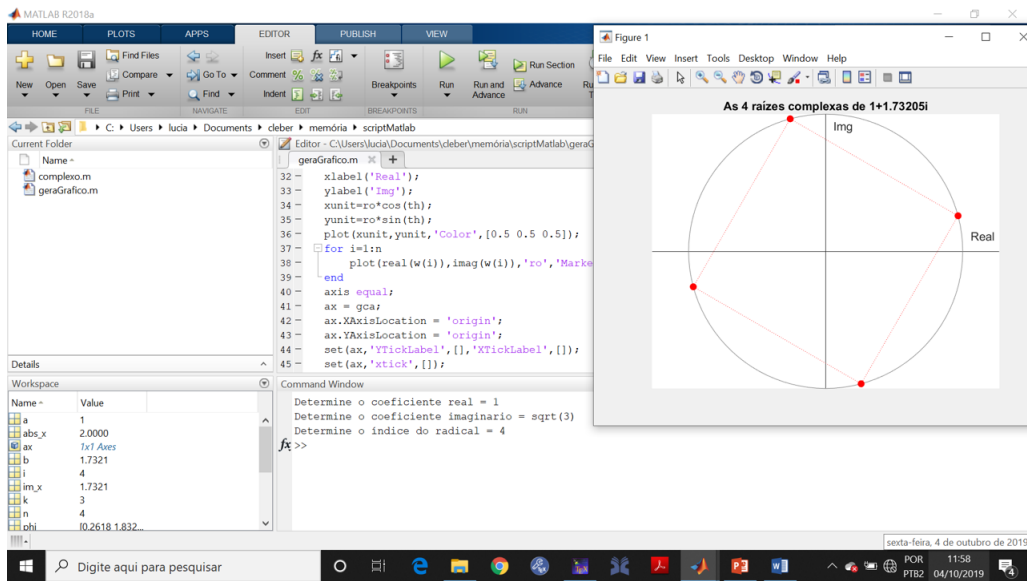 MATLAB R2018a
HOME PLOTS APPS EDITOR PUBLISH VIEW
New Open Save Find Files Compare Print
Go To Find
Insert fx
Comment %
Indent
Breakpoints
Run
Run and Advance
Run Section
Advance
FILE NAVIGATE EDIT BREAKPOINTS RUN
C: Users lucia Documents cleber memória scriptMatlab
Current Folder
Name
complexo.m
geraGrafico.m
Details
Workspace
Name Value
a 1
abs_x 2.0000
ax 1x1 Axes
b 1.7321
i 4
im_x 1.7321
k 3
n 4
phi [0.2618 1.832...
Editor - C:\Users\lucia\Documents\cleber\memória\scriptMatlab\geraG
geraGrafico.m
32 - xlabel('Real');
33 - ylabel('Img');
34 - xunit=ro*cos(th);
35 - yunit=ro*sin(th);
36 - plot(xunit,yunit,'Color',[0.5 0.5 0.5]);
37 - for i=1:n
38 - plot(real(w(i)),imag(w(i)),'ro','Marke
39 - end
40 - axis equal;
41 - ax = gca;
42 - ax.XAxisLocation = 'origin';
43 - ax.YAxisLocation = 'origin';
44 - set(ax,'YTickLabel',[],'XTickLabel',[]);
45 - set(ax,'xtick',[]);
Command Window
Determine o coeficiente real = 1
Determine o coeficiente imaginario = sqrt(3)
Determine o indice do radical = 4
fx >>
Figure 1
File Edit View Insert Tools Desktop Window Help
As 4 raízes complexas de 1+1.73205i
Img
Real
sexta-feira, 4 de outubro de 2019
Digite aqui para pesquisar
POR
PTB2
11:58
04/10/2019
4